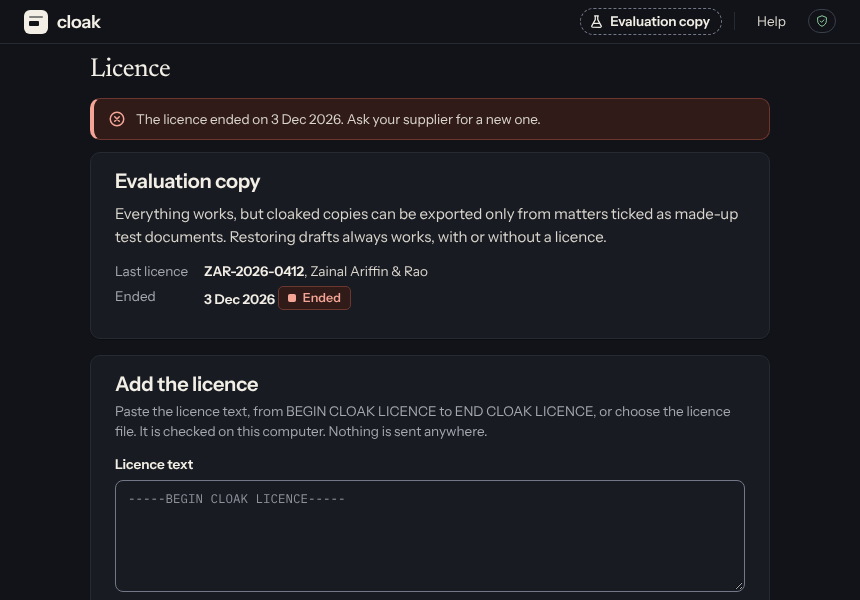 cloak
Evaluation copy
Help
Licence
The licence ended on 3 Dec 2026. Ask your supplier for a new one.
Evaluation copy
Everything works, but cloaked copies can be exported only from matters ticked as made-up
test documents. Restoring drafts always works, with or without a licence.
Last licence ZAR-2026-0412, Zainal Ariffin & Rao
Ended 3 Dec 2026 Ended
Add the licence
Paste the licence text, from BEGIN CLOAK LICENCE to END CLOAK LICENCE, or choose the licence
file. It is checked on this computer. Nothing is sent anywhere.
Licence text
-----BEGIN CLOAK LICENCE-----